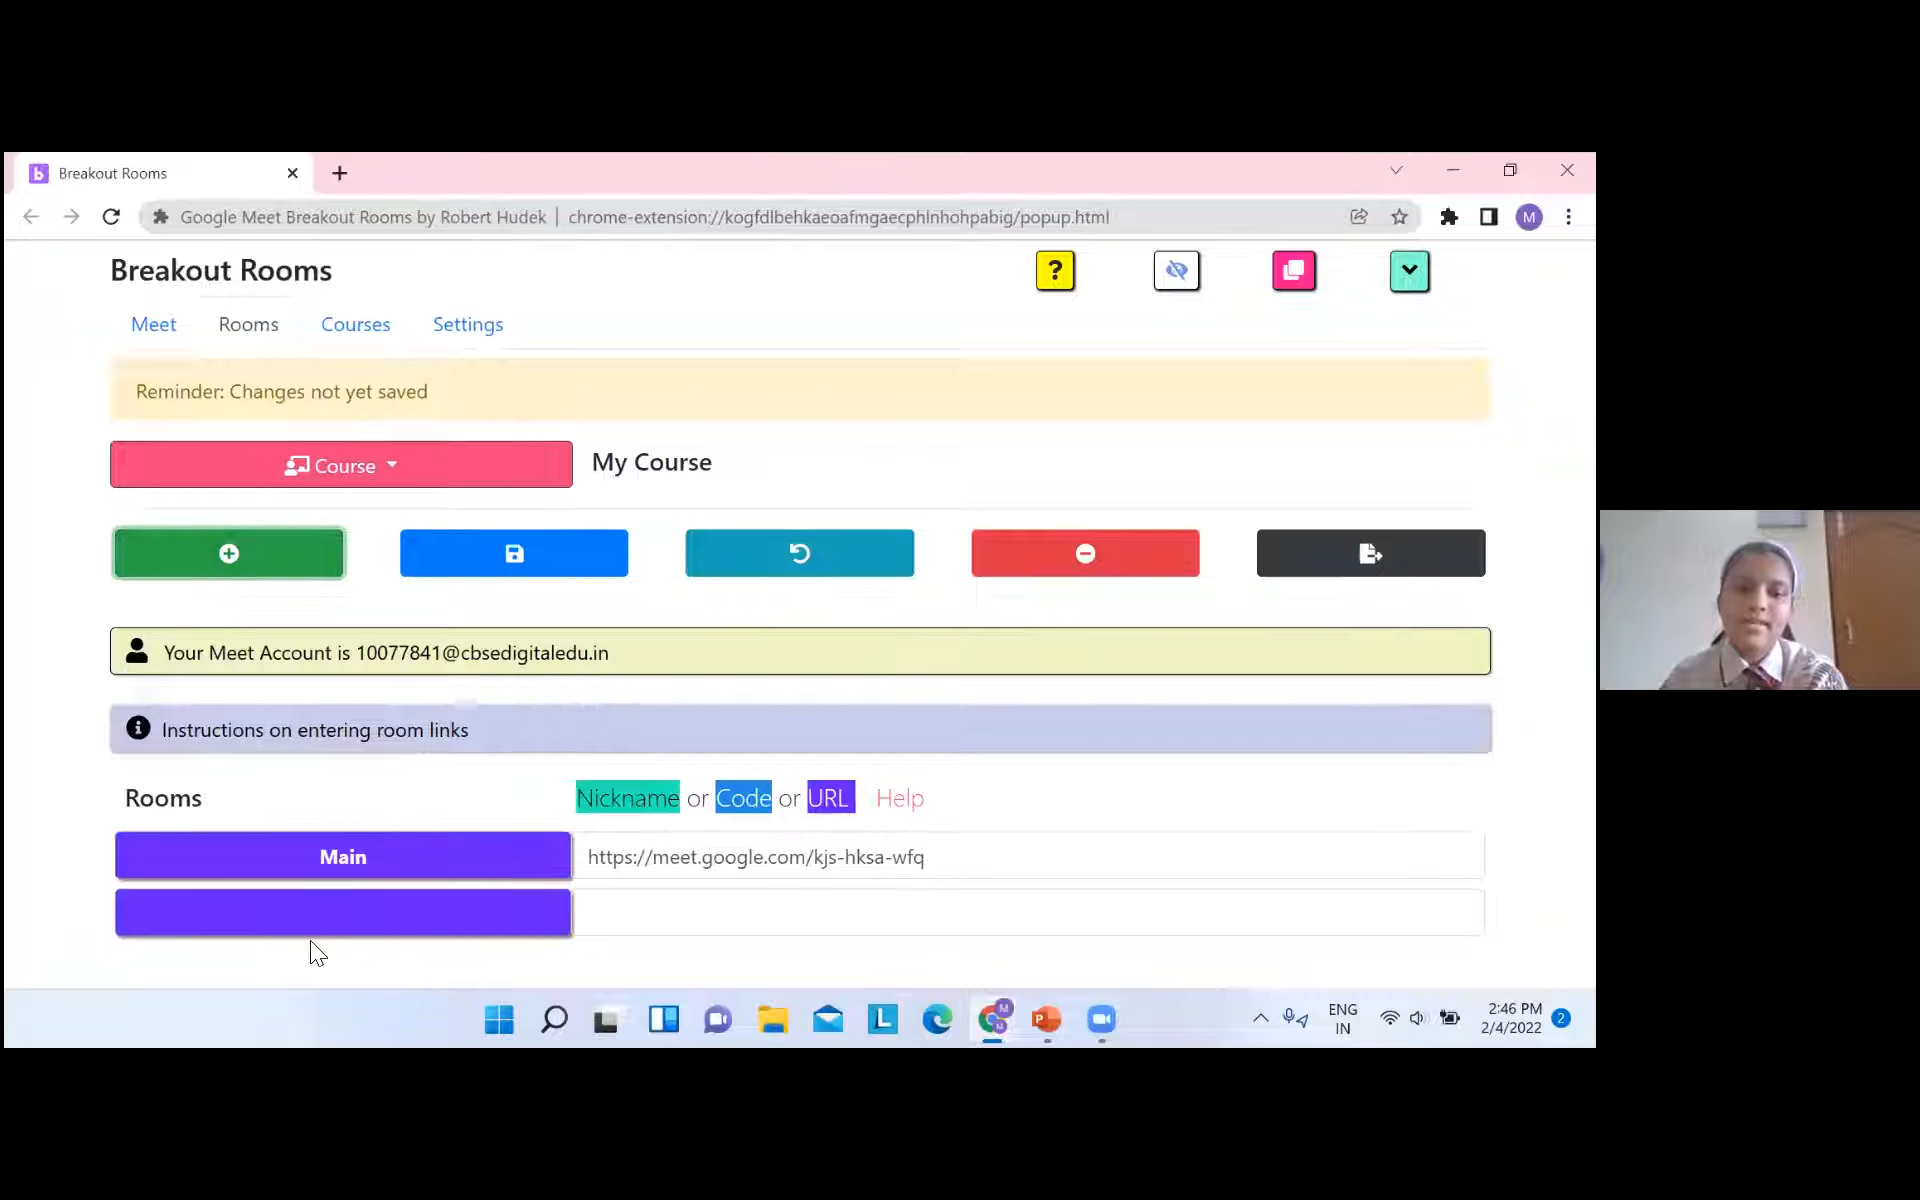 Breakout Rooms
Google Meet Breakout Rooms by Robert Hudek | chrome-extension://kogfdlbehkaeoafmgaecphlnhohpabig/popup.html
M
Breakout Rooms
?
Meet Rooms Courses Settings
Reminder: Changes not yet saved
Course My Course
Your Meet Account is 10077841@cbsedigitaledu.in
Instructions on entering room links
Rooms Nickname or Code or URL Help
Main https://meet.google.com/kjs-hksa-wfq
ENG
IN
2:46 PM
2/4/2022
2